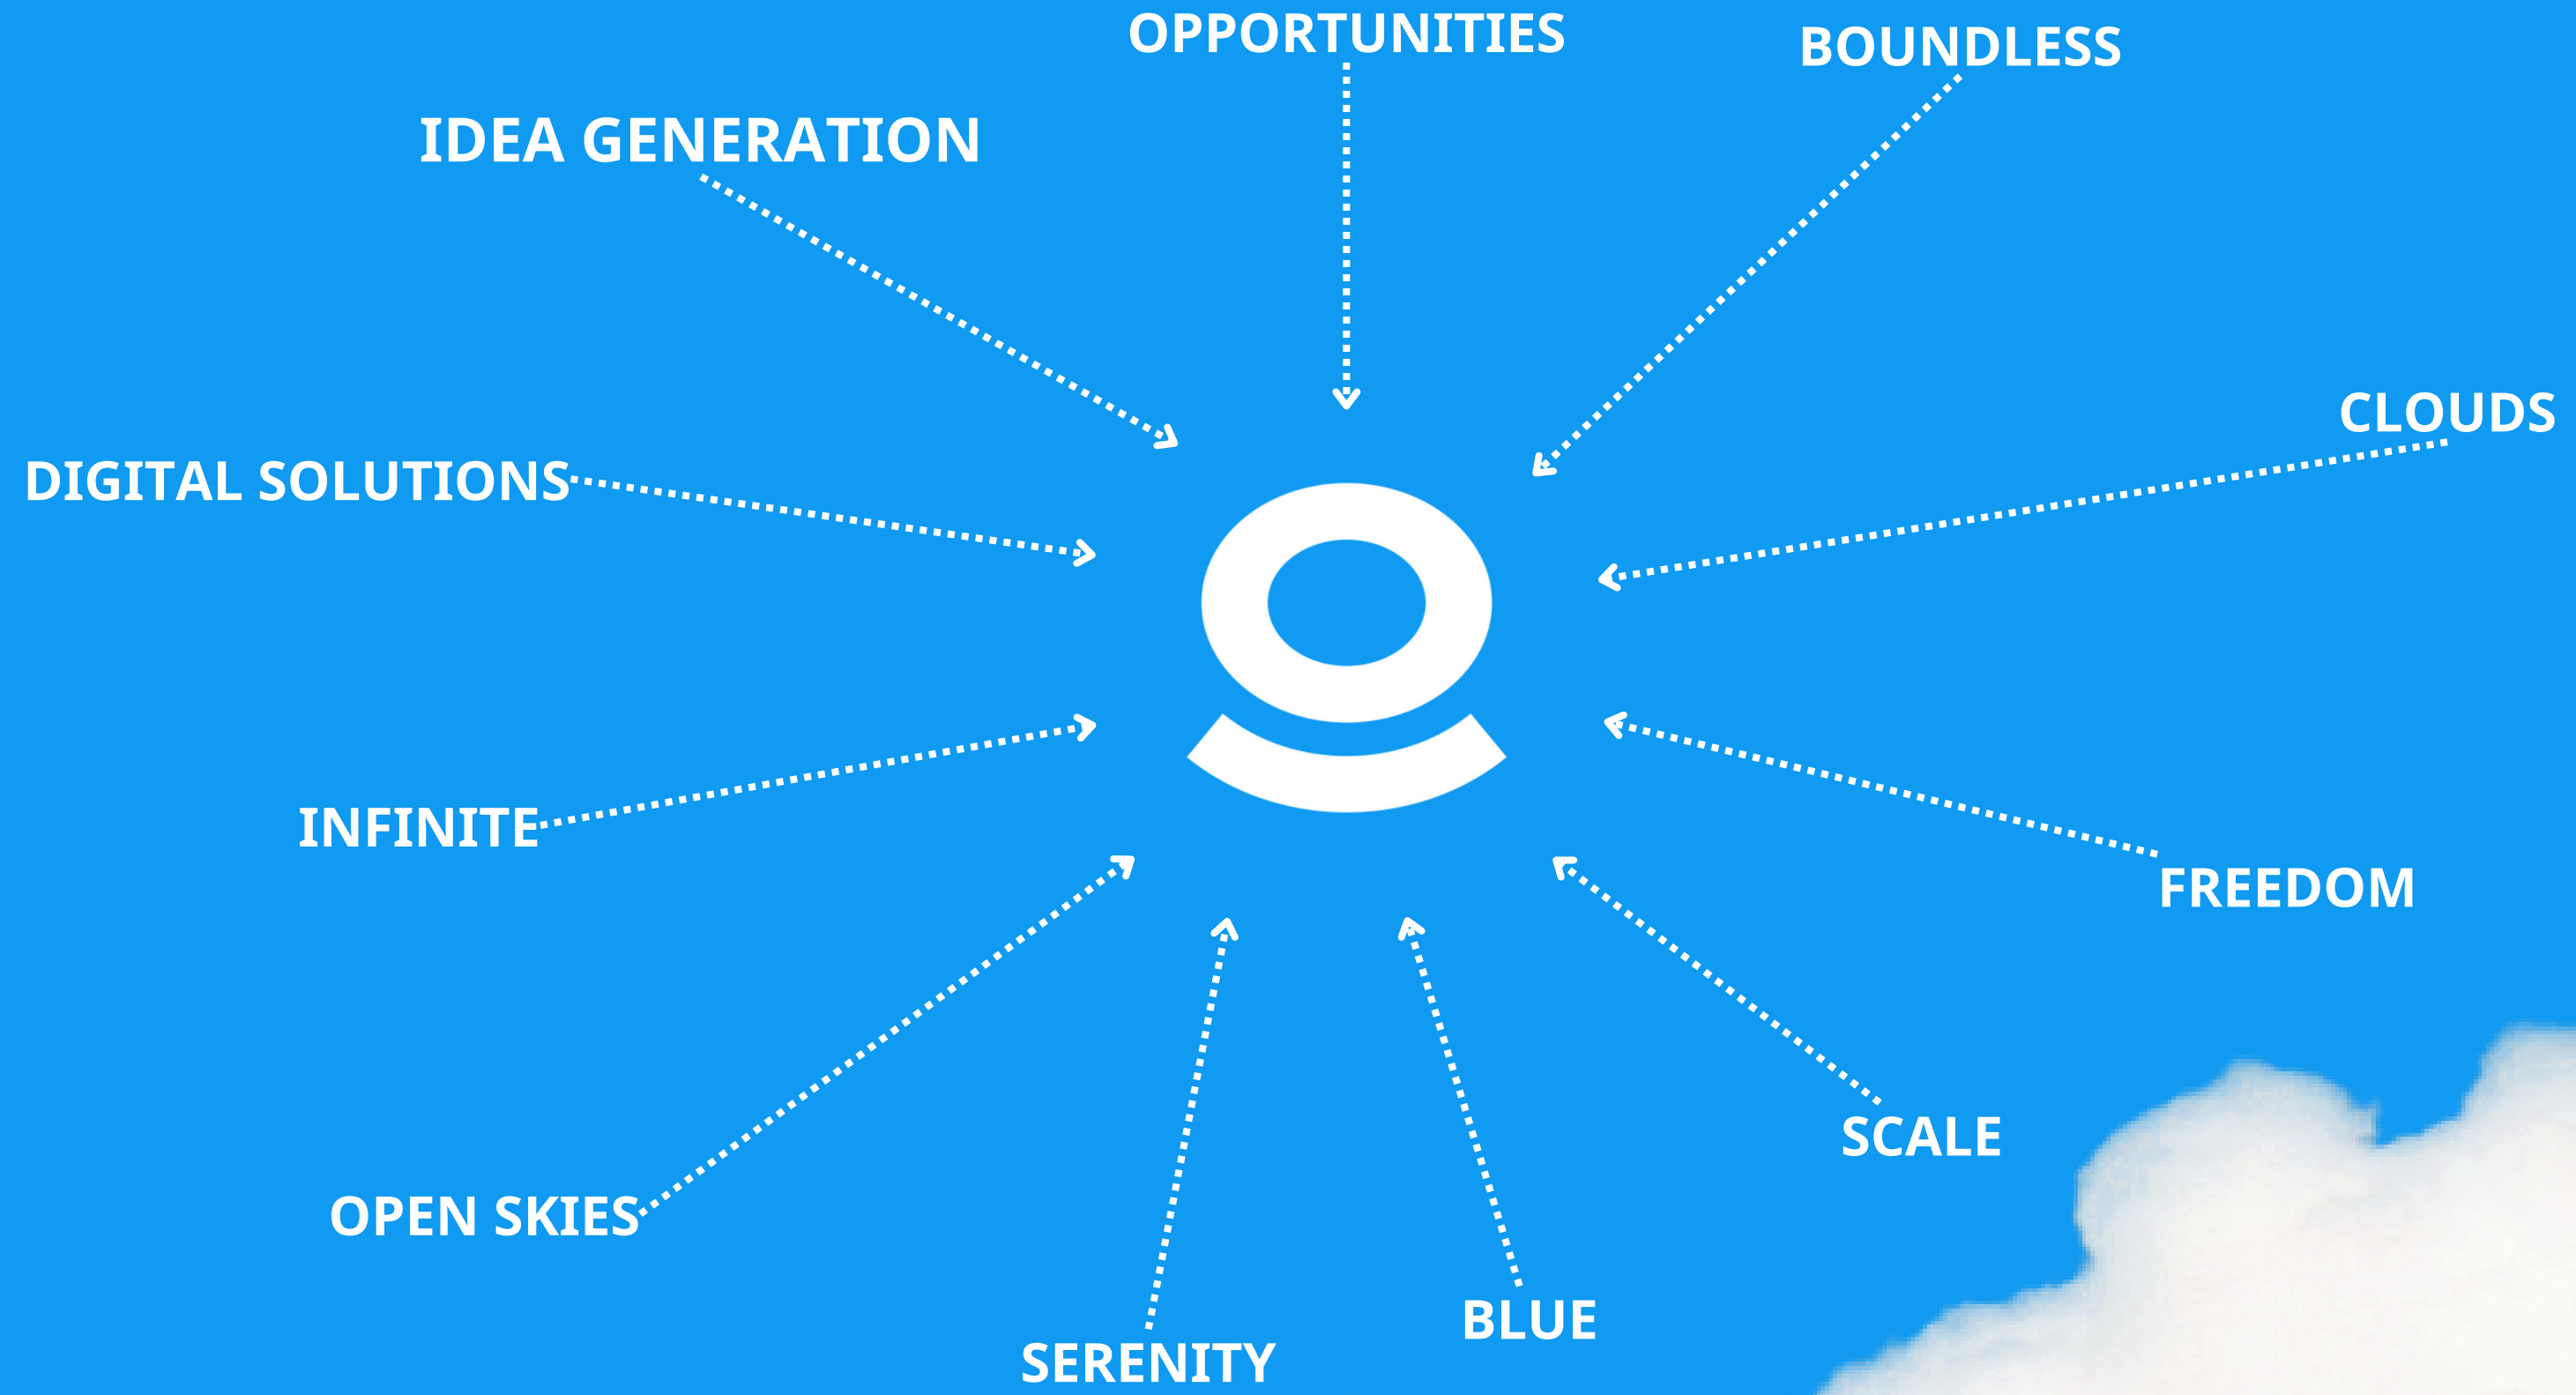 OPPORTUNITIES
BOUNDLESS
IDEA GENERATION
CLOUDS
DIGITAL SOLUTIONS
INFINITE
FREEDOM
SCALE
OPEN SKIES
BLUE
SERENITY